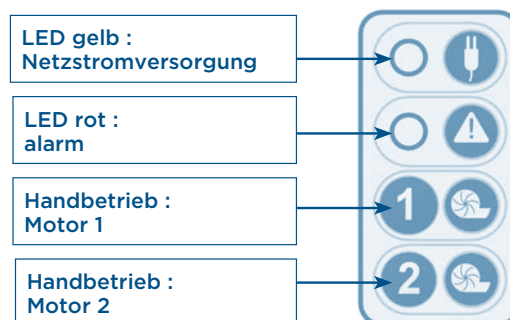 LED gelb :
Netzstromversorgung
LED rot :
alarm
Handbetrieb :
Motor 1
1
Handbetrieb :
Motor 2
2